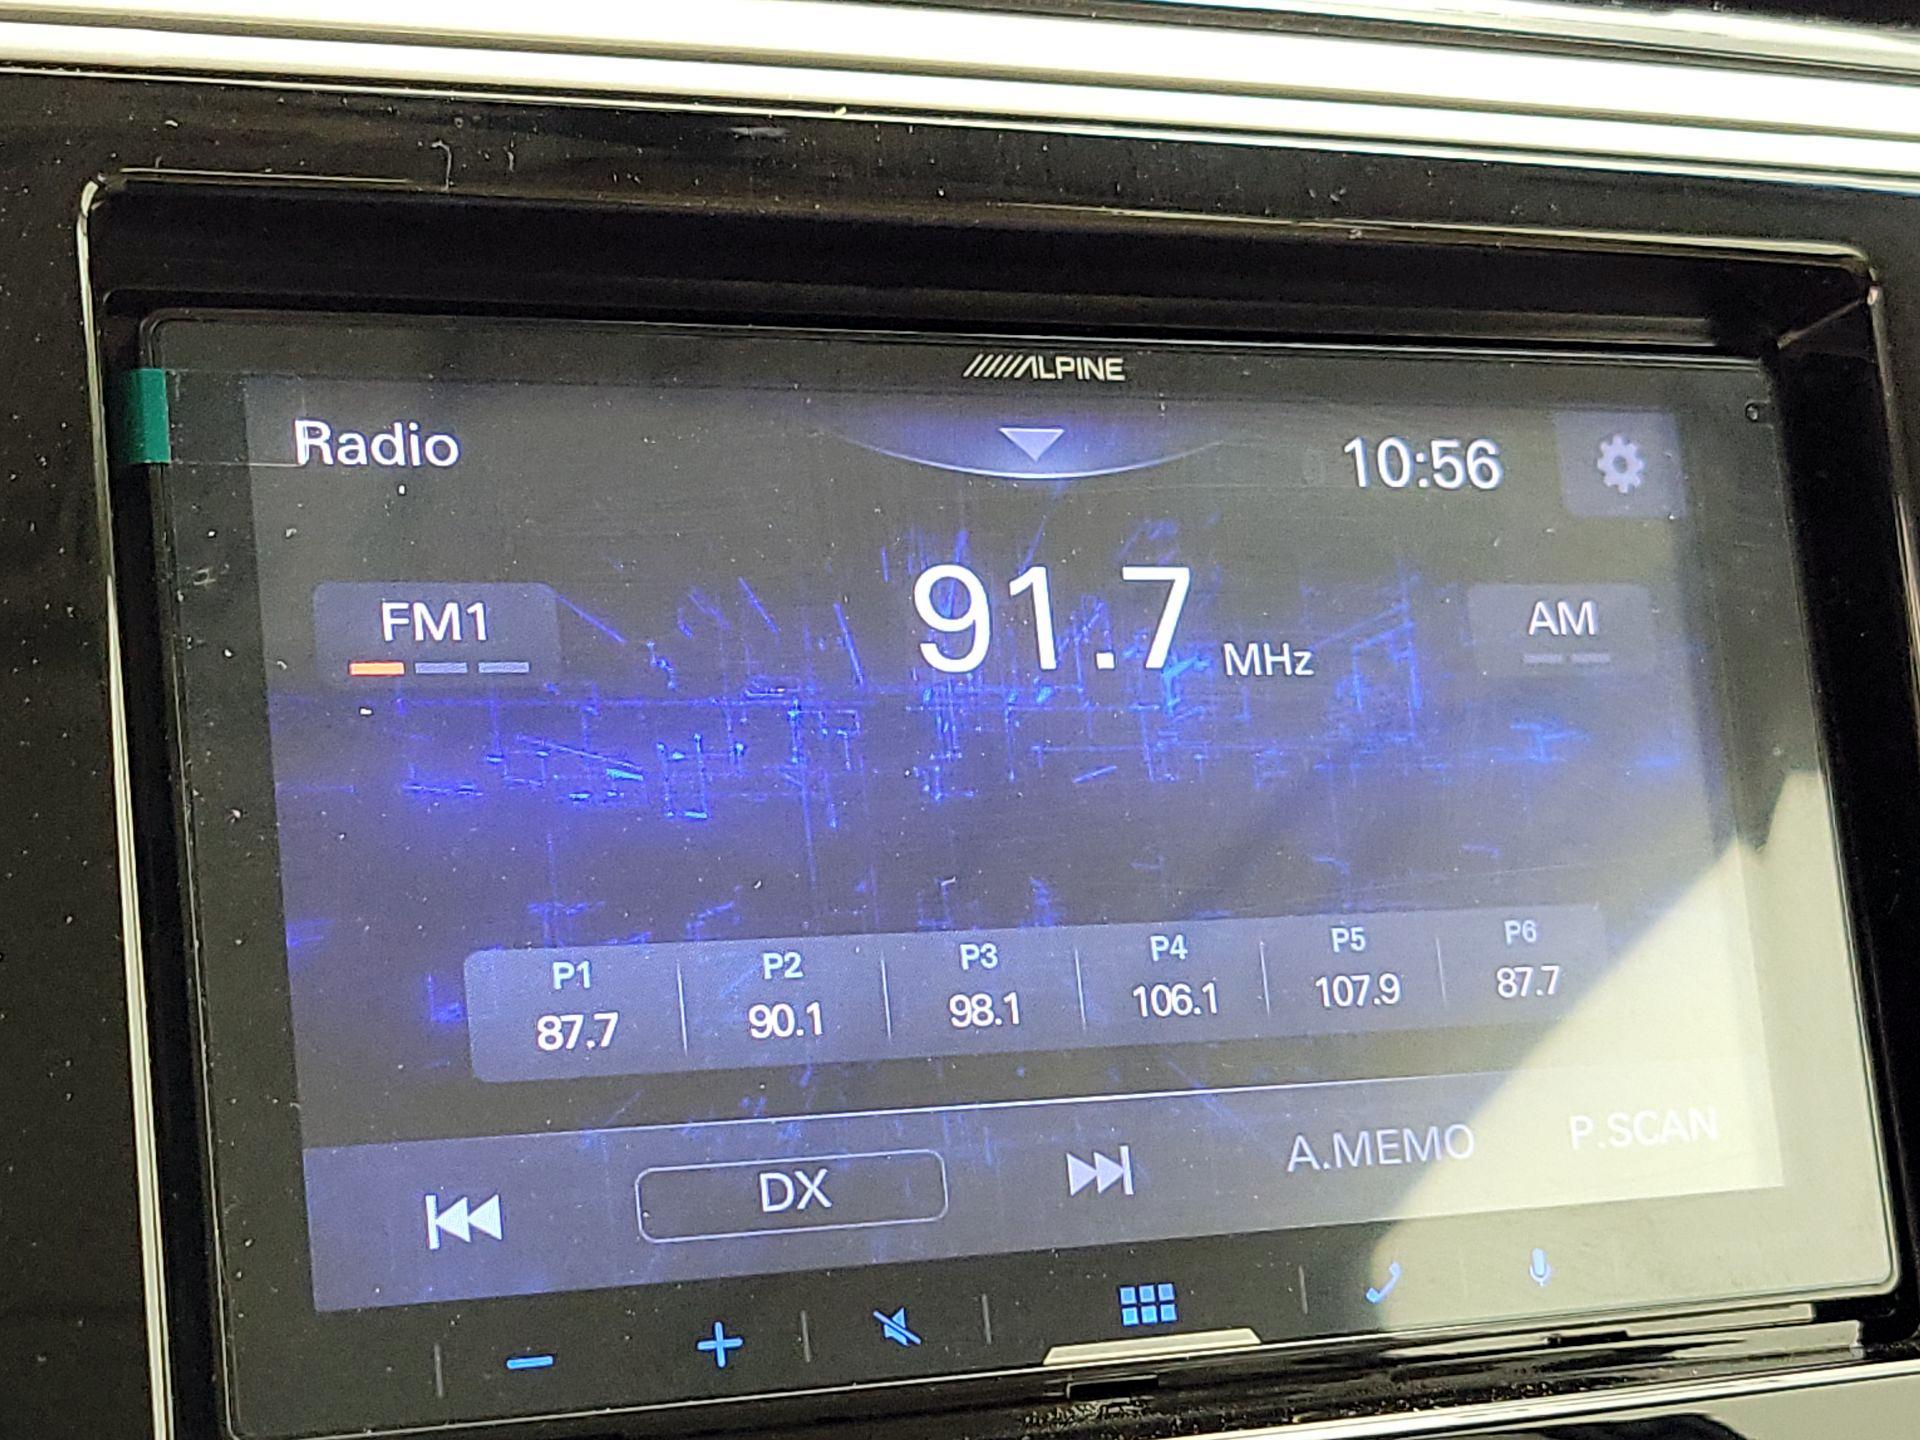 ALPINE
Radio
10:56
FM1
91.7 MHz
AM
P1 P2 P3 P4 P5 P6
87.7 90.1 98.1 106.1 107.9 87.7
DX
A.MEMO
P.SCAN